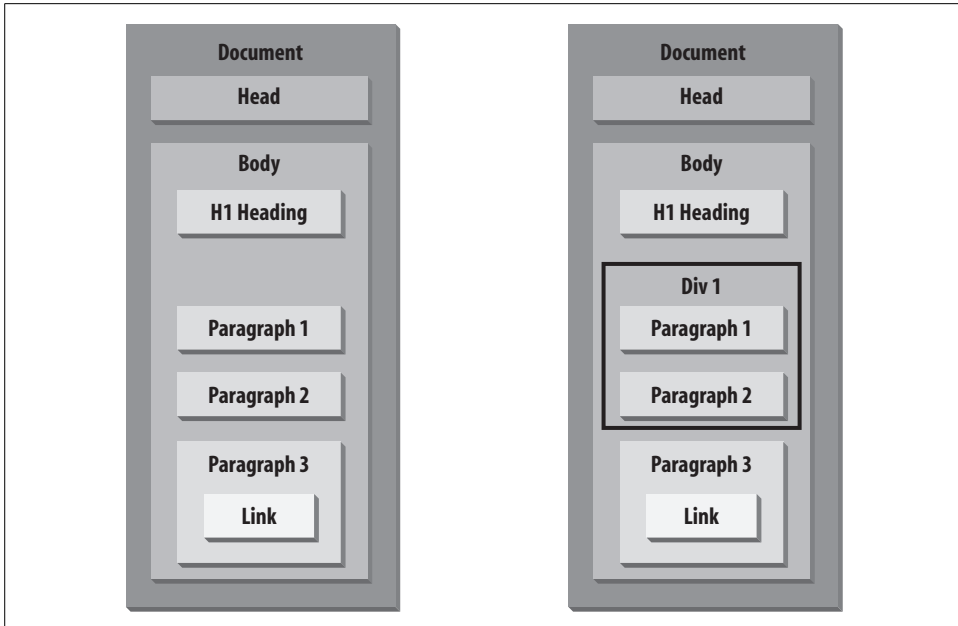 Document
Head
Body
H1 Heading
Paragraph 1
Paragraph 2
Paragraph 3
Link
Document
Head
Body
H1 Heading
Div 1
Paragraph 1
Paragraph 2
Paragraph 3
Link